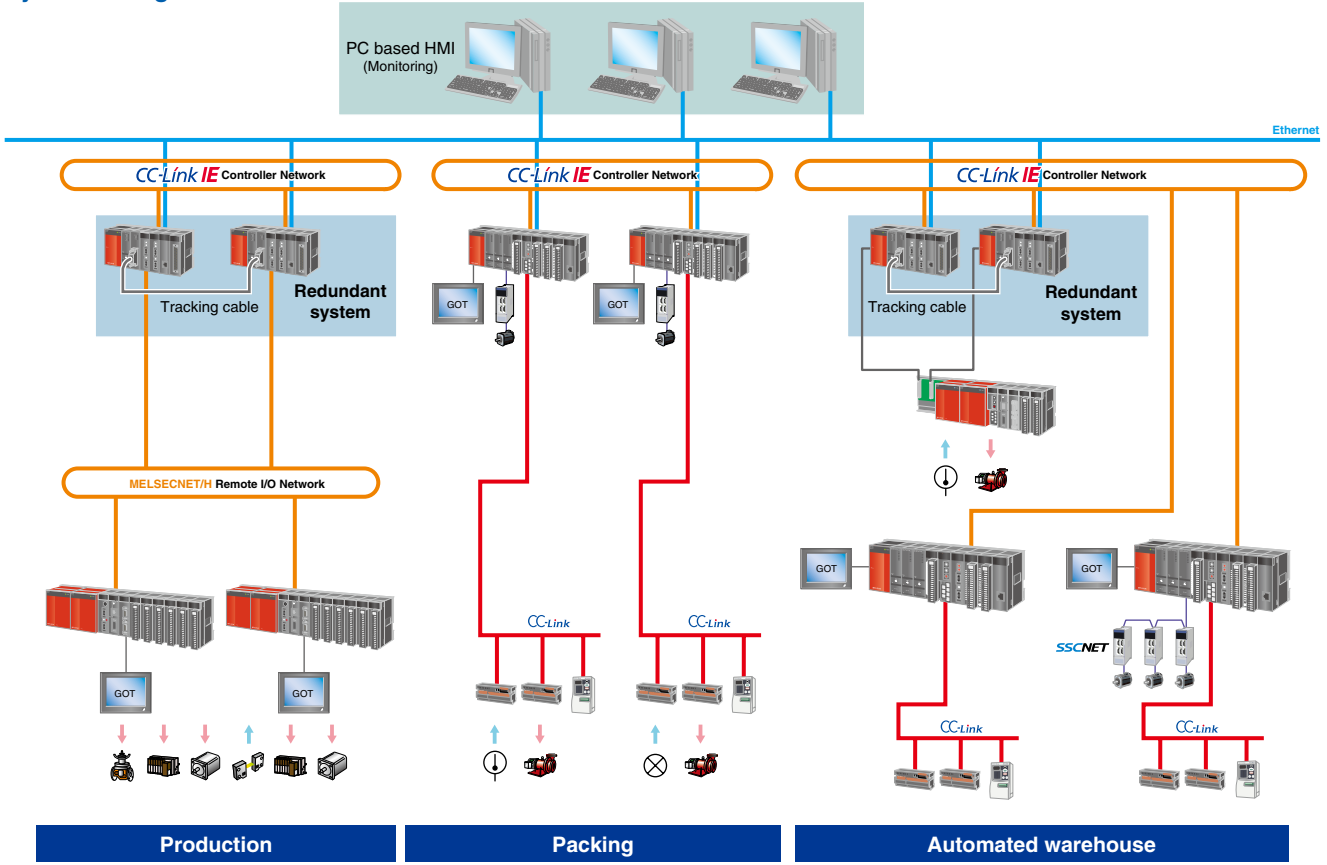 PC based HMI
(Monitoring)
Ethernet
CC-Link IE Controller Network
CC-Link IE Controller Network
CC-Link IE Controller Network
Tracking cable
Redundant
system
GOT
GOT
Tracking cable
Redundant
system
MELSECNET/H Remote I/O Network
GOT
GOT
CC-Link
CC-Link
SSCNET
GOT
GOT
CC-Link
CC-Link
Production
Packing
Automated warehouse